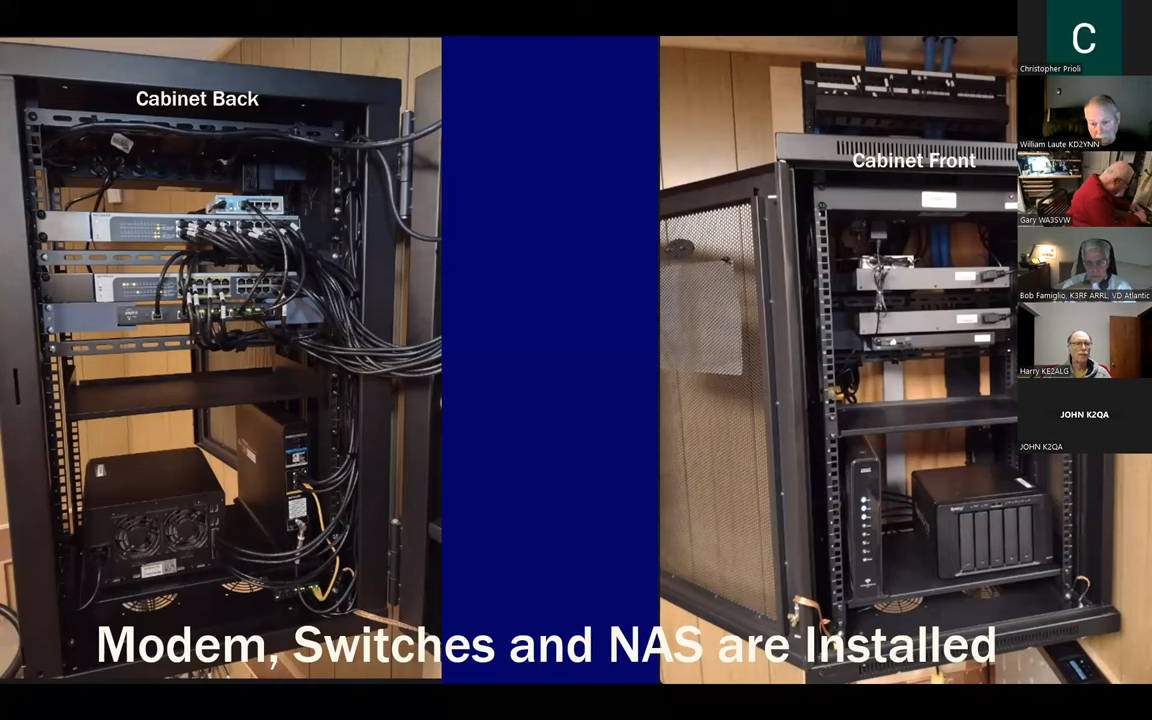 Cabinet Back
Cabinet Front
Modem, Switches and NAS are Installed
C
Christopher Prioli
William Laute KD2YNN
Gary WA3SVW
Bob Famiglio, K3RF ARRL, VD Atlantic
Harry KE2ALG
JOHN K2QA
JOHN K2QA